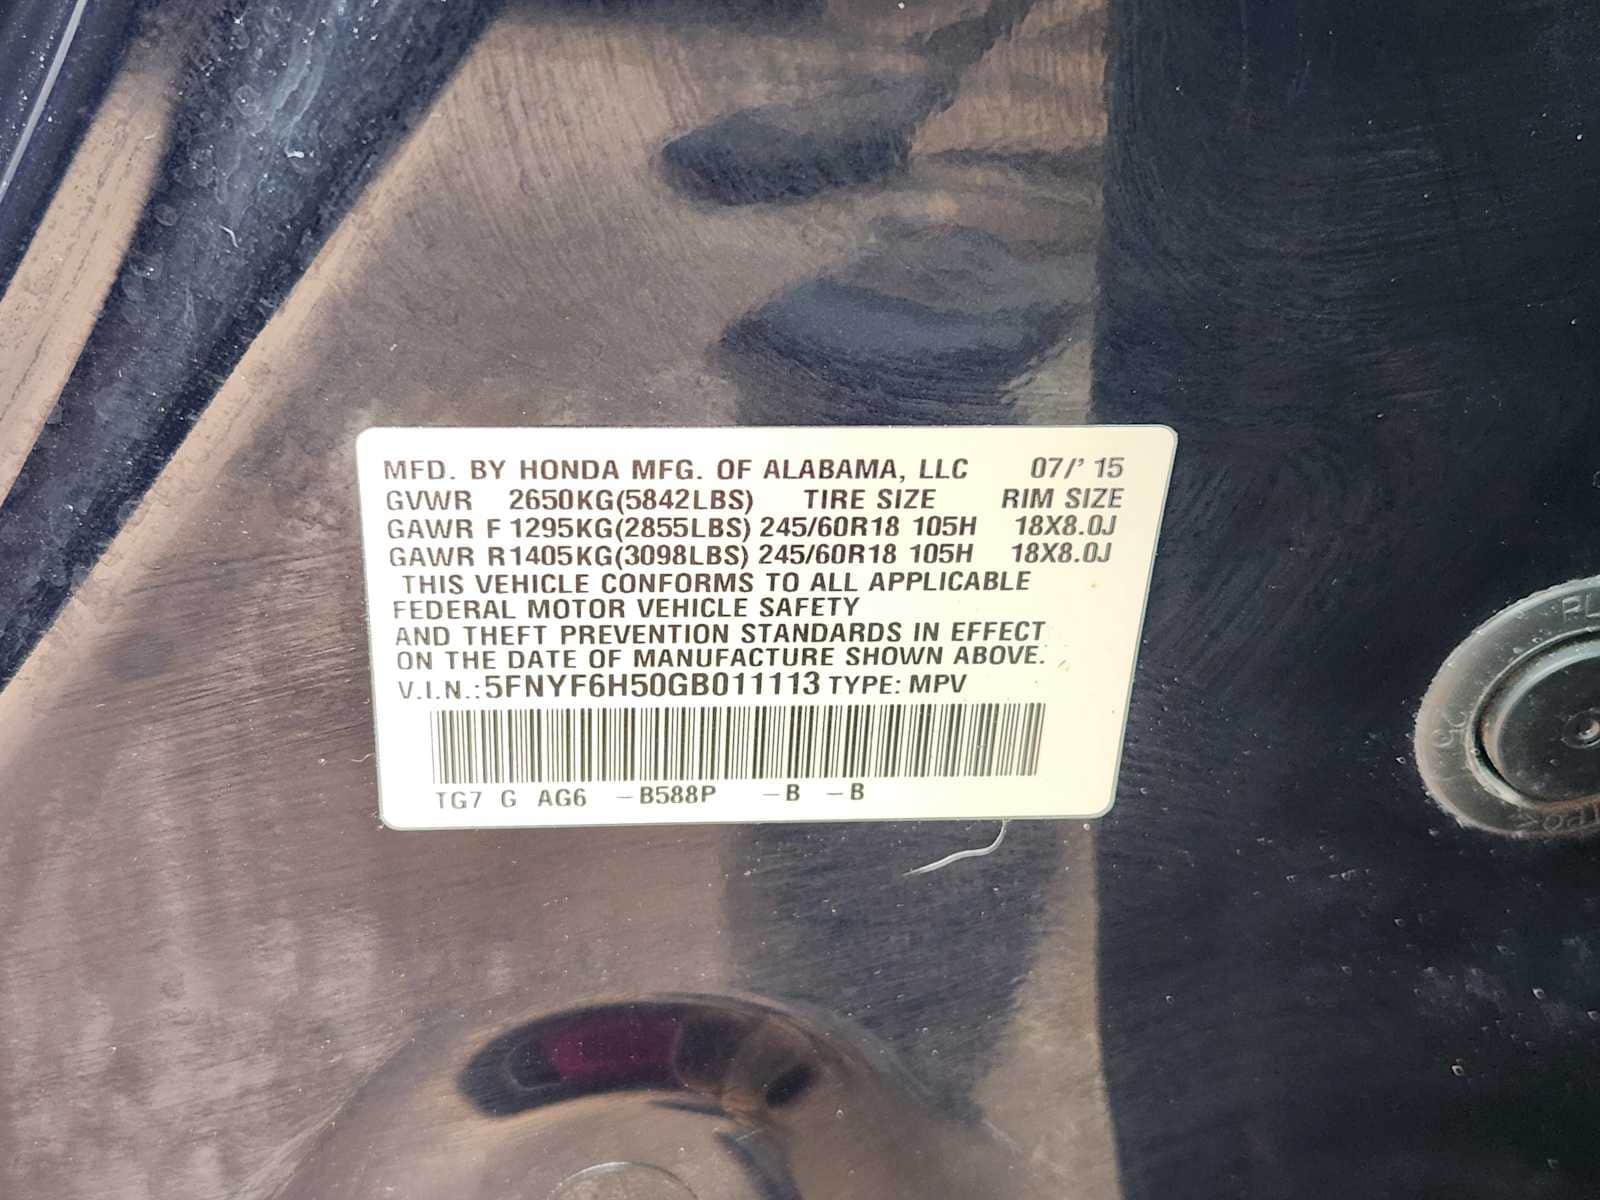 MFD. BY HONDA MFG. OF ALABAMA, LLC 07/' 15
GVWR 2650KG(5842LBS) TIRE SIZE RIM SIZE
GAWR F 1295KG(2855LBS) 245/60R18 105H 18X8.0J
GAWR R1405KG(3098LBS) 245/60R18 105H 18X8.0J
THIS VEHICLE CONFORMS TO ALL APPLICABLE
FEDERAL MOTOR VEHICLE SAFETY
AND THEFT PREVENTION STANDARDS IN EFFECT
ON THE DATE OF MANUFACTURE SHOWN ABOVE.
V.I.N.:5FNYF6H50GB011113 TYPE: MPV
TG7 G AG6 -B588P -B -B